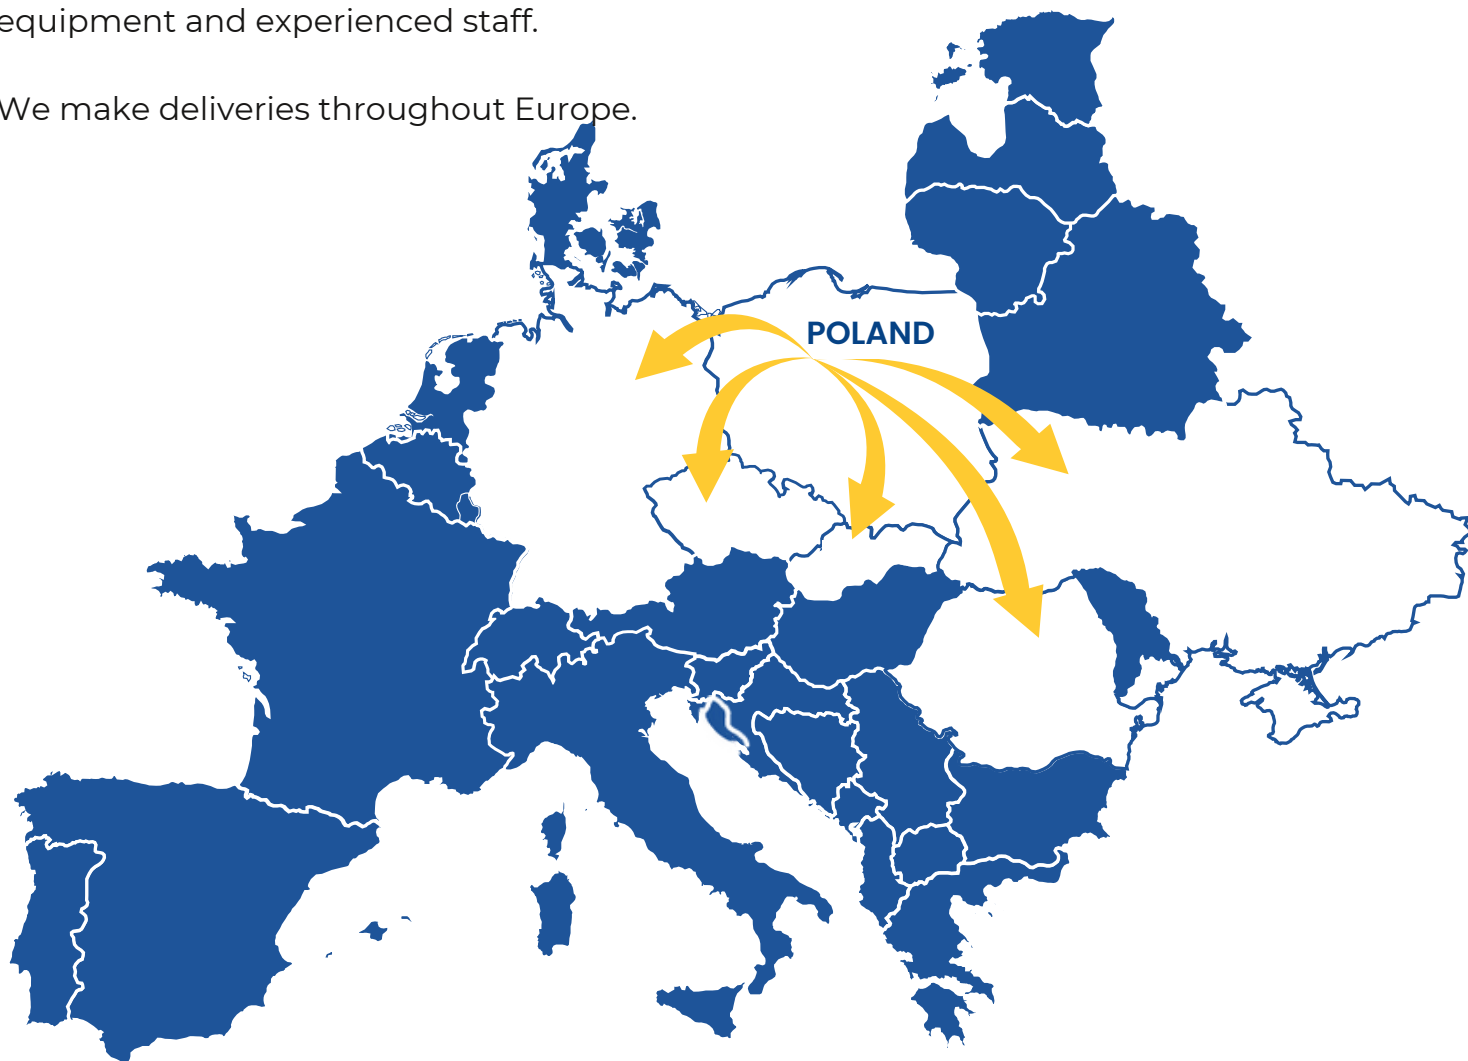 equipment and experienced staff.
We make deliveries throughout Europe.
POLAND